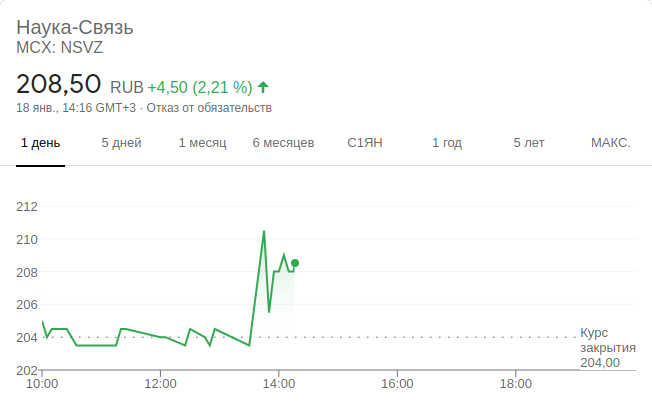 Наука-Связь
MCX: NSVZ
208,50 RUB +4,50 (2,21 %)
18 янв., 14:16 GMT+3 · Отказ от обязательств
1 день 5 дней 1 месяц 6 месяцев С1ЯН 1 год 5 лет МАКС.
212
210
208
206
204
Курс
закрытия
204,00
202
10:00 12:00 14:00 16:00 18:00